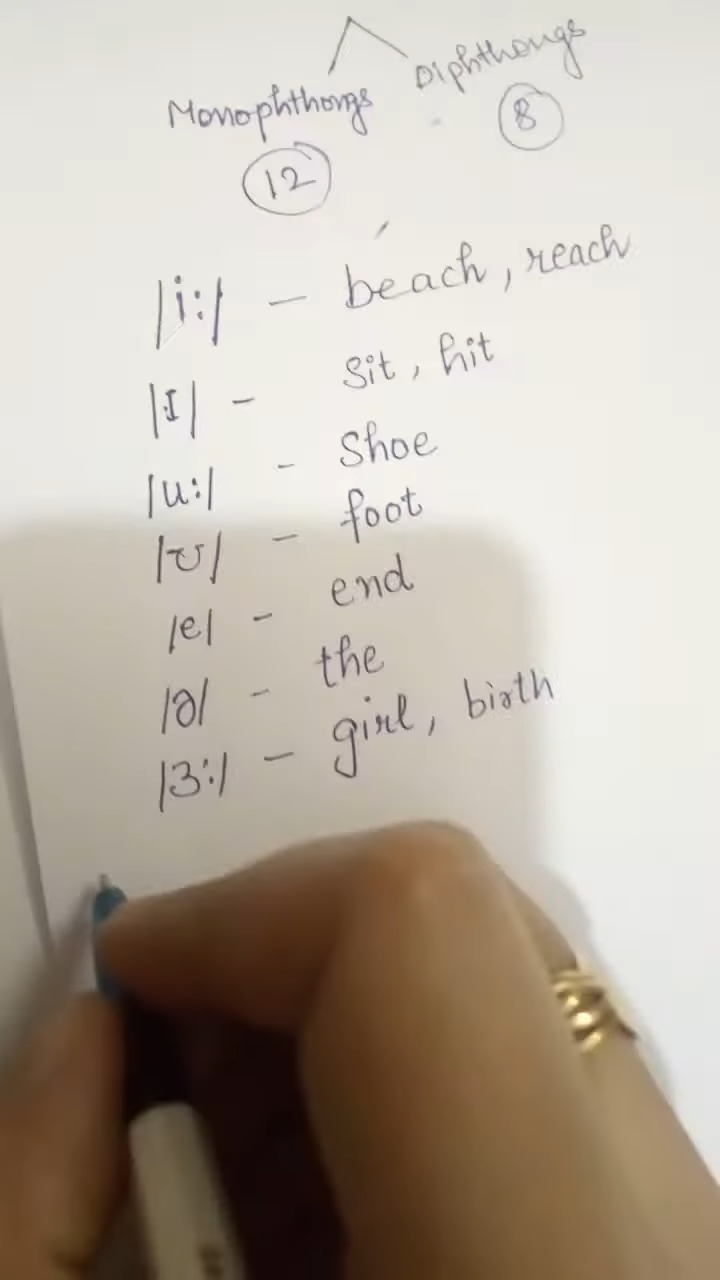 Monophthongs Diphthongs
12 8
/i:/ - beach, reach
/ɪ/ - sit, hit
/u:/ - shoe
/ʊ/ - foot
/e/ - end
/ə/ - the
/ɜ:/ - girl, birth